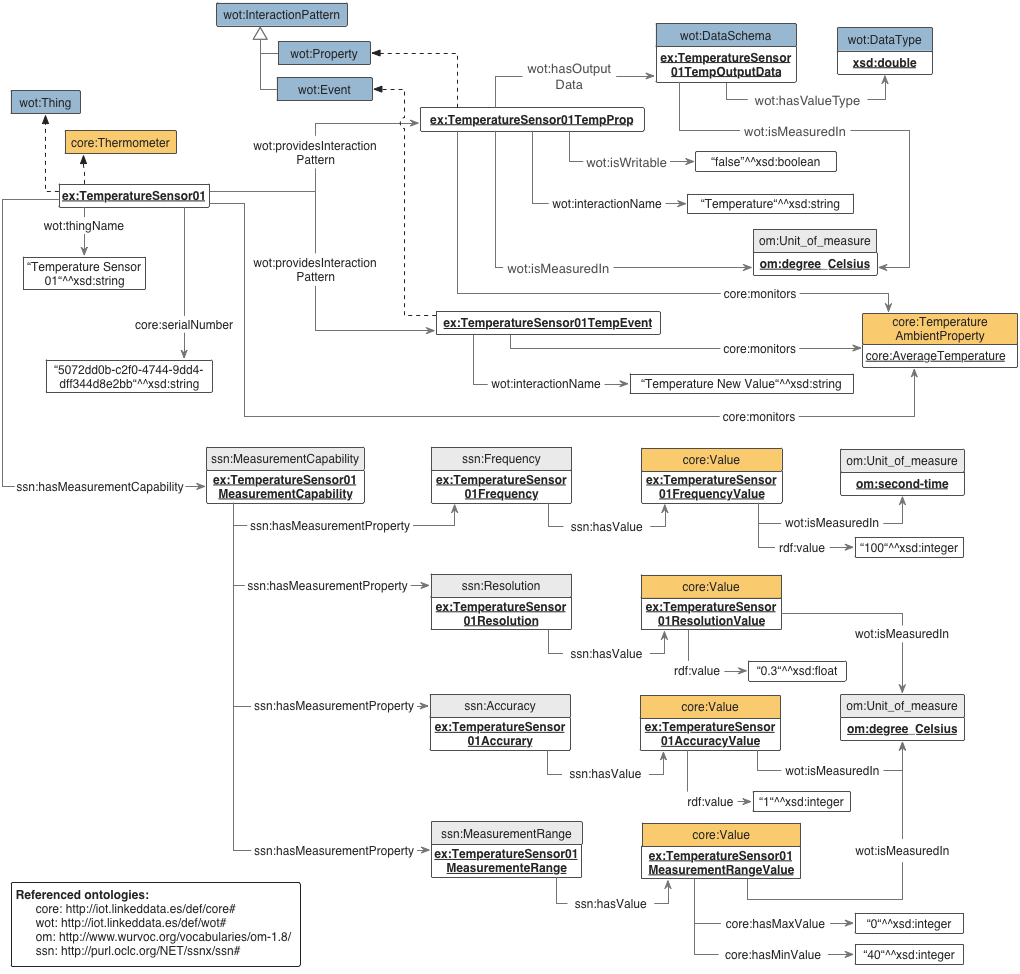 wot:InteractionPattern
wot:Property
wot:Event
wot:Thing
core:Thermometer
ex:TemperatureSensor01
wot:thingName
"Temperature Sensor
01"^^xsd:string
core:serialNumber
"5072dd0b-c2f0-4744-9dd4-
dff344d8e2bb"^^xsd:string
wot:providesInteraction
Pattern
wot:providesInteraction
Pattern
wot:hasOutput
Data
wot:DataSchema
ex:TemperatureSensor
01TempOutputData
wot:DataType
xsd:double
wot:hasValueType
ex:TemperatureSensor01TempProp
wot:isMeasuredIn
wot:isWritable
"false"^^xsd:boolean
wot:interactionName
"Temperature"^^xsd:string
om:Unit_of_measure
om:degree_Celsius
wot:isMeasuredIn
core:monitors
ex:TemperatureSensor01TempEvent
core:Temperature
AmbientProperty
core:AverageTemperature
core:monitors
wot:interactionName
"Temperature New Value"^^xsd:string
core:monitors
ssn:hasMeasurementCapability
ssn:MeasurementCapability
ex:TemperatureSensor01
MeasurementCapability
ssn:Frequency
ex:TemperatureSensor
01Frequency
core:Value
ex:TemperatureSensor
01FrequencyValue
om:Unit_of_measure
om:second-time
ssn:hasMeasurementProperty
ssn:hasValue
wot:isMeasuredIn
rdf:value
"100"^^xsd:integer
ssn:hasMeasurementProperty
ssn:Resolution
ex:TemperatureSensor
01Resolution
core:Value
ex:TemperatureSensor
01ResolutionValue
wot:isMeasuredIn
ssn:hasValue
rdf:value
"0.3"^^xsd:float
ssn:hasMeasurementProperty
ssn:Accuracy
ex:TemperatureSensor
01Accurary
core:Value
ex:TemperatureSensor
01AccuracyValue
om:Unit_of_measure
om:degree_Celsius
ssn:hasValue
wot:isMeasuredIn
rdf:value
"1"^^xsd:integer
ssn:hasMeasurementProperty
ssn:MeasurementRange
ex:TemperatureSensor01
MeasurementeRange
core:Value
ex:TemperatureSensor01
MeasurementRangeValue
wot:isMeasuredIn
ssn:hasValue
core:hasMaxValue
"0"^^xsd:integer
core:hasMinValue
"40"^^xsd:integer
Referenced ontologies:
core: http://iot.linkeddata.es/def/core#
wot: http://iot.linkeddata.es/def/wot#
om: http://www.wurvoc.org/vocabularies/om-1.8/
ssn: http://purl.oclc.org/NET/ssnx/ssn#